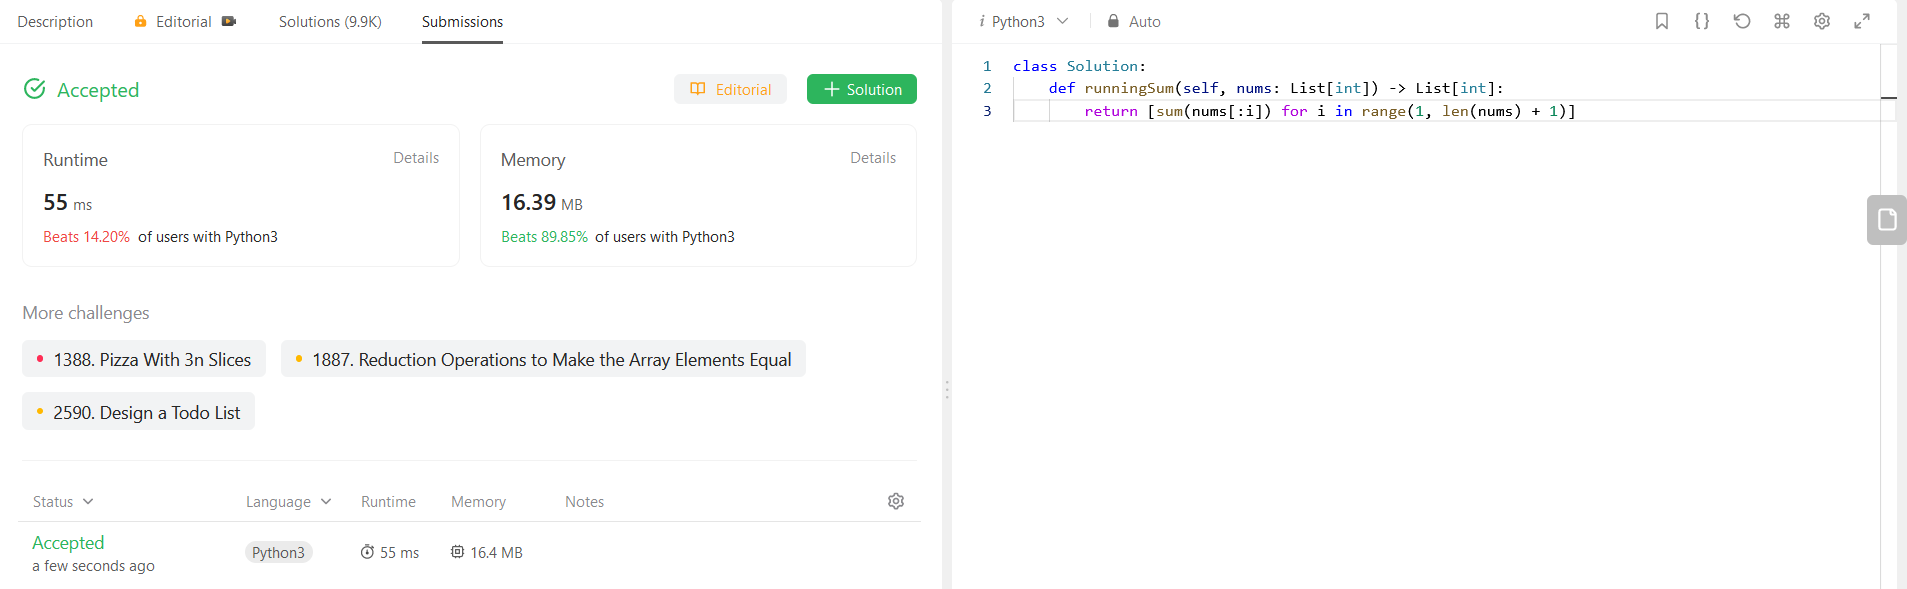 Description Editorial Solutions (9.9K) Submissions
Accepted Editorial Solution
Runtime Details
55 ms
Beats 14.20% of users with Python3
Memory Details
16.39 MB
Beats 89.85% of users with Python3
More challenges
1388. Pizza With 3n Slices 1887. Reduction Operations to Make the Array Elements Equal
2590. Design a Todo List
Status Language Runtime Memory Notes
Accepted
a few seconds ago
Python3 55 ms 16.4 MB
i Python3 Auto
1 class Solution:
2     def runningSum(self, nums: List[int]) -> List[int]:
3         return [sum(nums[:i]) for i in range(1, len(nums) + 1)]